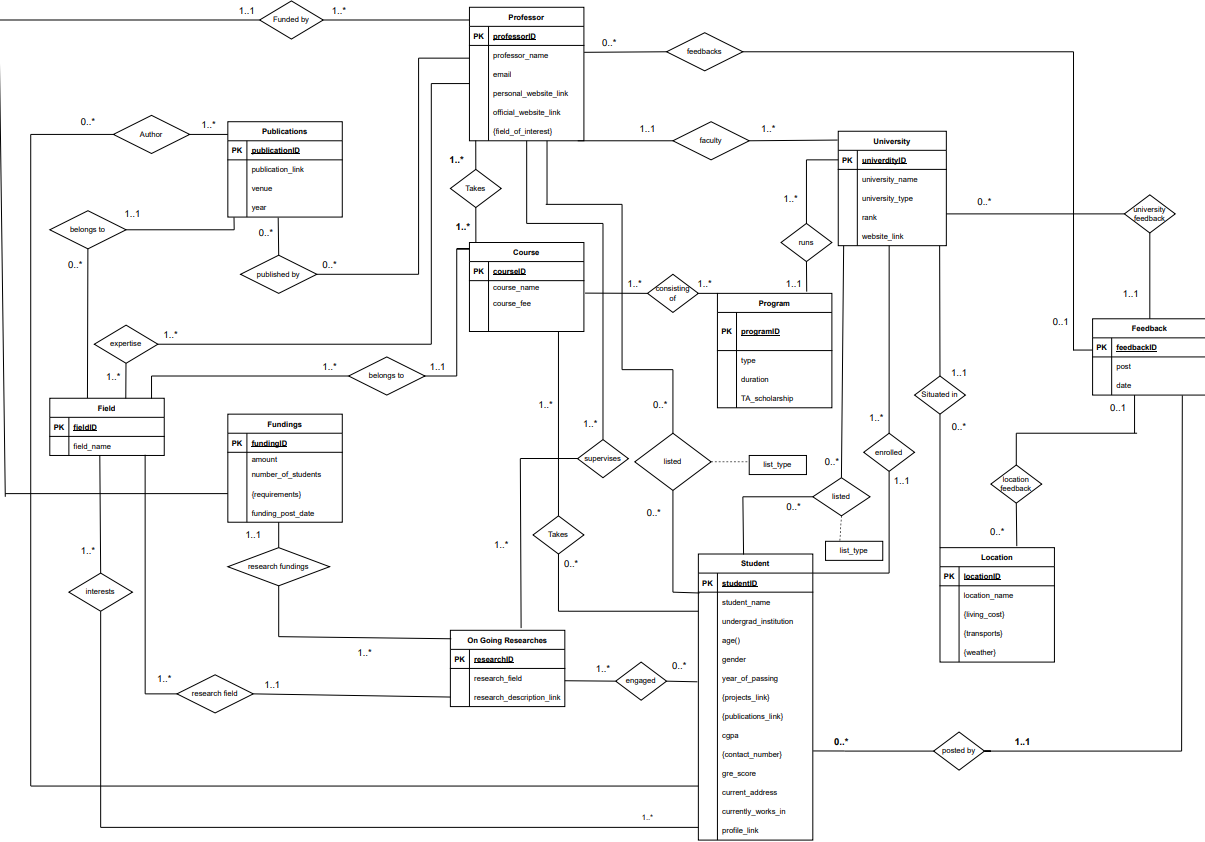 1..1
Funded by
1..*
Professor
PK
professorID
professor_name
email
personal_website_link
official_website_link
{field_of_interest}
0..*
feedbacks
0..1
0..*
Author
1..*
Publications
PK
publicationID
publication_link
venue
year
1..1
faculty
1..*
University
PK
univerdityID
university_name
university_type
rank
website_link
0..*
university
feedback
1..1
1..*
Takes
1..*
belongs to
1..1
0..*
0..*
published by
0..*
1..*
runs
1..1
Course
PK
courseID
course_name
course_fee
1..*
consisting
of
1..*
Program
PK
programID
type
duration
TA_scholarship
Feedback
PK
feedbackID
post
date
expertise
1..*
1..*
1..*
belongs to
1..1
Field
PK
fieldID
field_name
Fundings
PK
fundingID
amount
number_of_students
{requirements}
funding_post_date
1..*
1..*
supervises
1..*
0..*
listed
list_type
0..*
1..*
enrolled
1..1
0..*
listed
0..*
list_type
1..1
Situated in
0..*
0..1
location
feedback
0..*
Location
PK
locationID
location_name
{living_cost}
{transports}
{weather}
1..1
research fundings
1..*
Takes
0..*
1..*
interests
1..*
Student
PK
studentID
student_name
undergrad_institution
age()
gender
year_of_passing
{projects_link}
{publications_link}
cgpa
{contact_number}
gre_score
current_address
currently_works_in
profile_link
On Going Researches
PK
researchID
research_field
research_description_link
1..*
engaged
0..*
1..*
research field
1..1
0..*
posted by
1..1